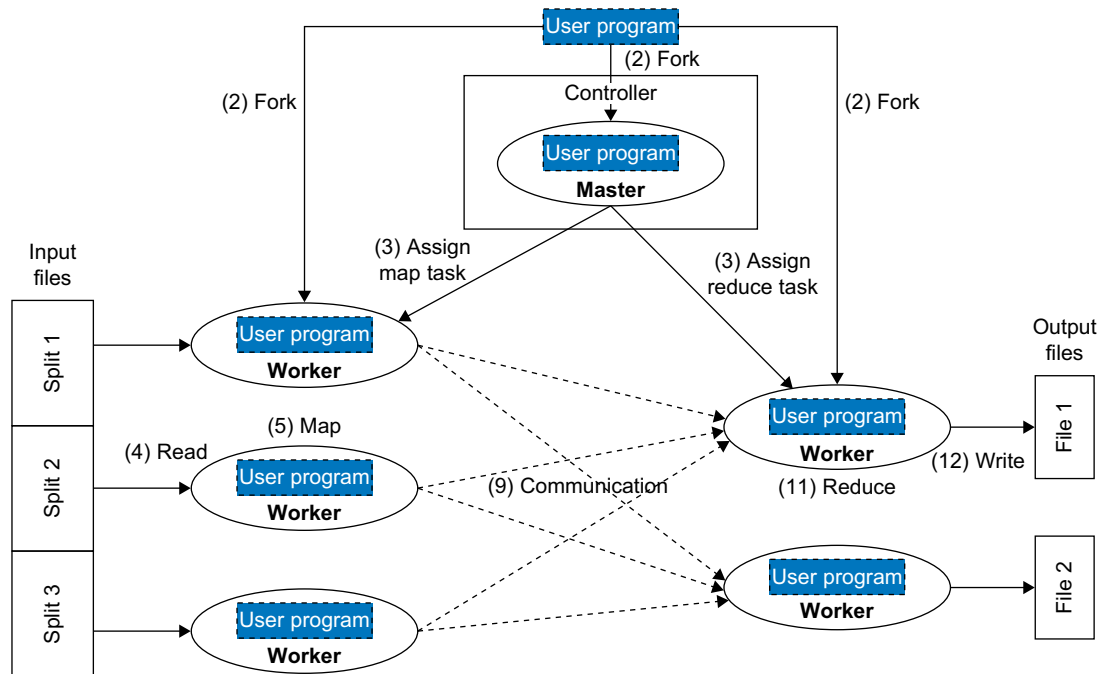 User program
(2) Fork
(2) Fork
(2) Fork
Controller
User program
Master
Input
files
(3) Assign
map task
(3) Assign
reduce task
Split 1
User program
Worker
Output
files
File 1
User program
Worker
(5) Map
(4) Read
Split 2
User program
Worker
(9) Communication
(11) Reduce
(12) Write
Split 3
User program
Worker
User program
Worker
File 2